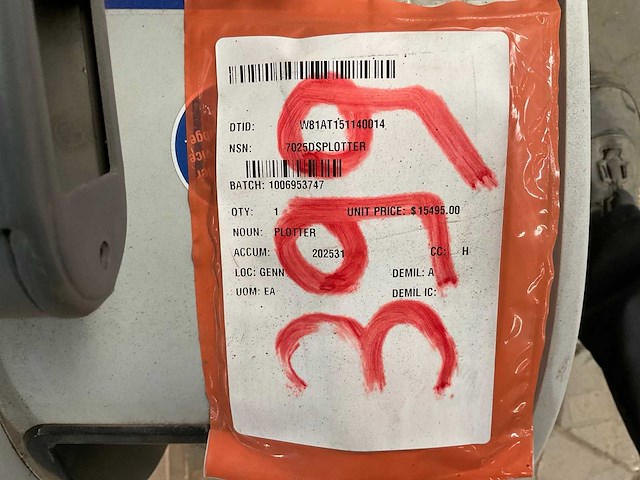 DTID: W81AT151140014
NSN: 7025DSPLOTTER
BATCH: 1006953747
QTY: 1 UNIT PRICE: $15495.00
NOUN: PLOTTER
ACCUM: 202531 CC: H
LOC: GENN DEMIL: A
UOM: EA DEMIL IC:
399